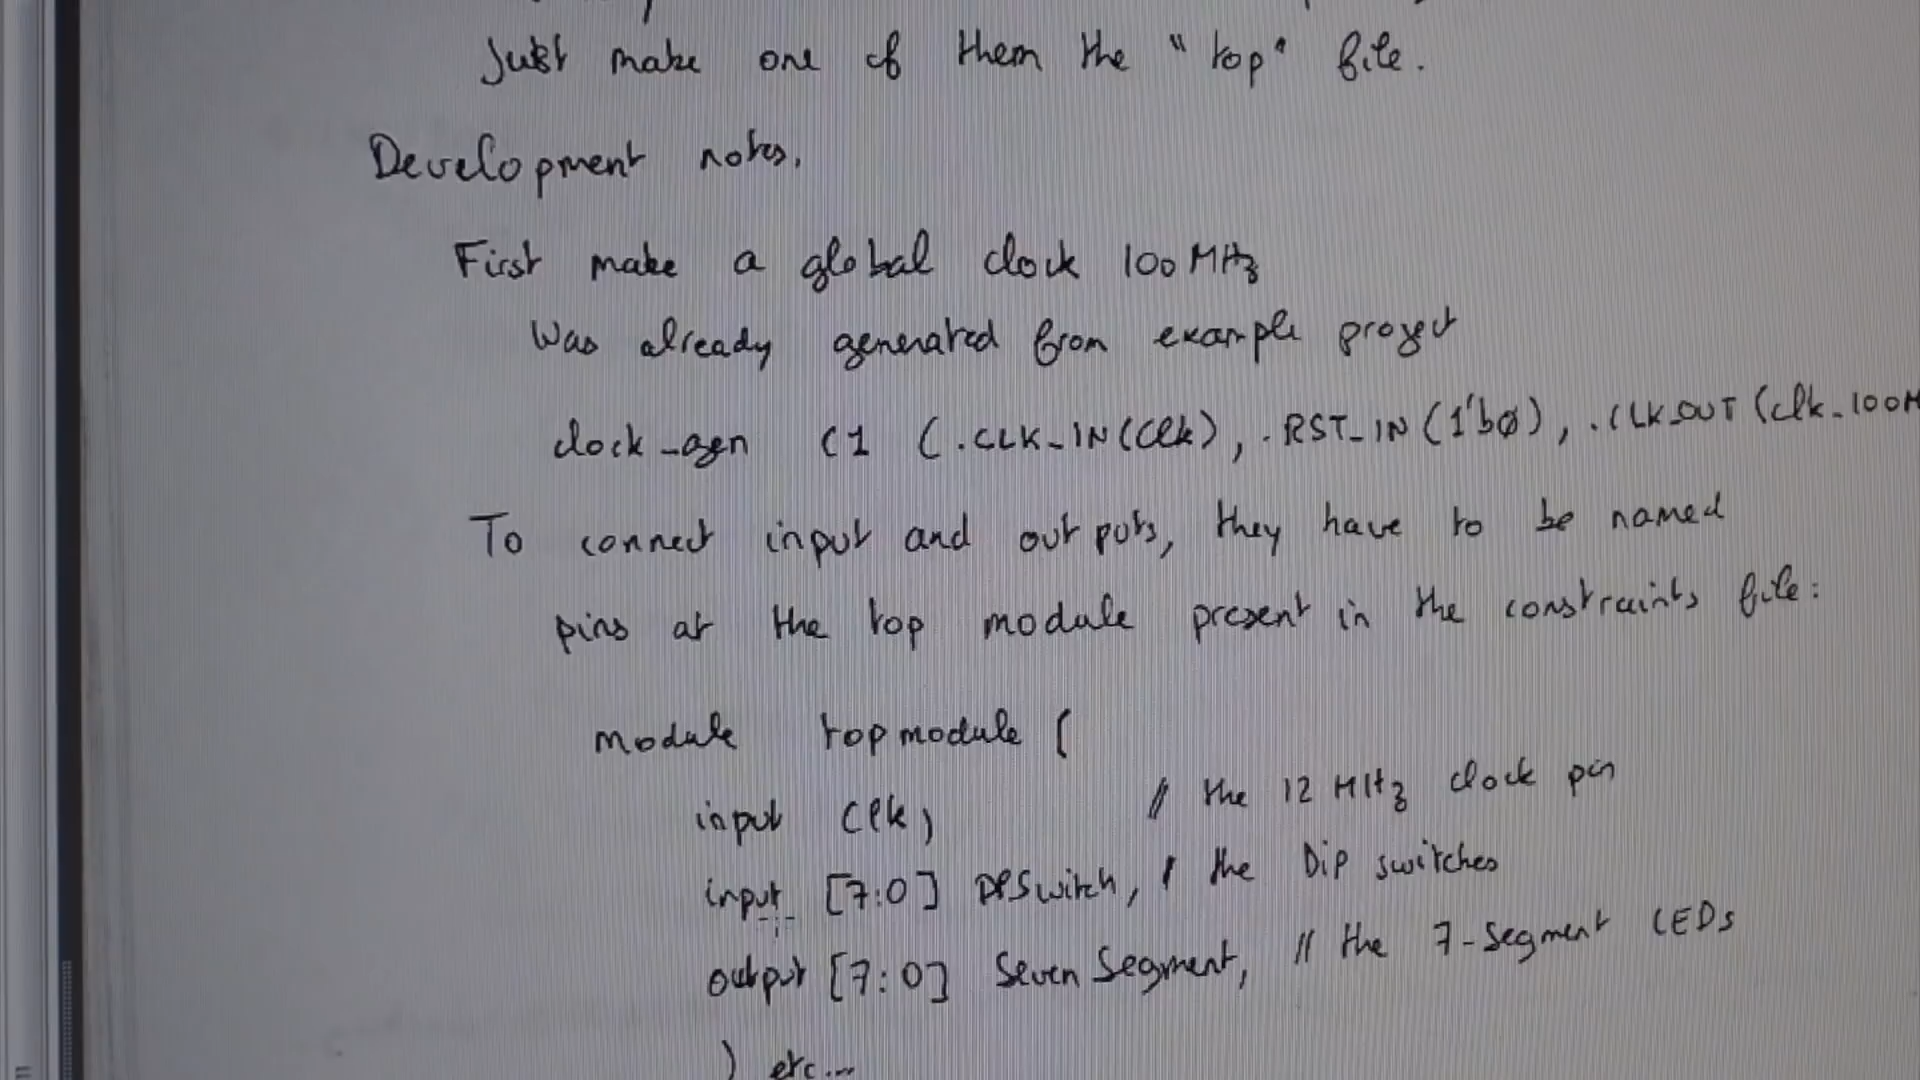 Just make one of them the "top" file.
Development notes.
First make a global clock 100 MHz
Was already generated from example project
clock_gen C1 (.CLK_IN(clk), .RST_IN(1'b0), .CLK_OUT(clk_100M
To connect input and outputs, they have to be named
pins at the top module present in the constraints file:
module topmodule (
input clk, // the 12 MHz clock pin
input [7:0] DPSwitch, // the Dip switches
output [7:0] SevenSegment, // the 7-segment LEDs
) etc...